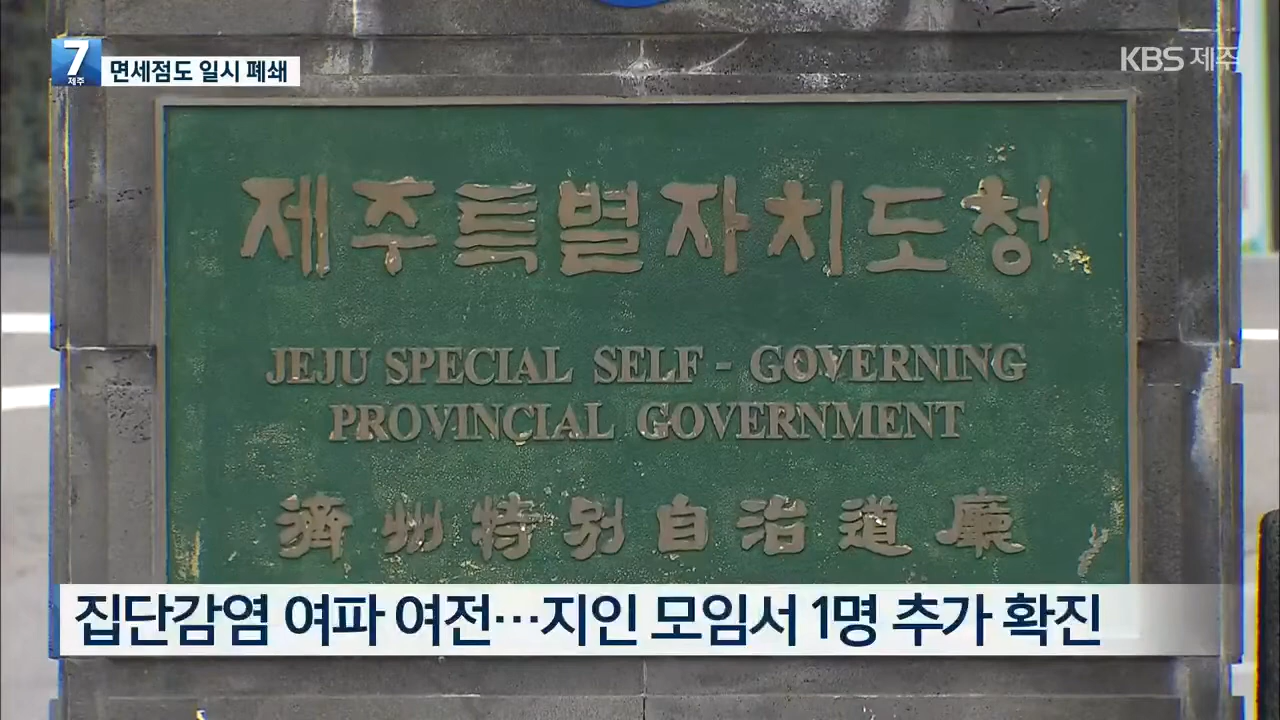 7 제주
면세점도 일시 폐쇄
KBS 제주
제주특별자치도청
JEJU SPECIAL SELF - GOVERNING
PROVINCIAL GOVERNMENT
濟州特別自治道廳
집단감염 여파 여전…지인 모임서 1명 추가 확진